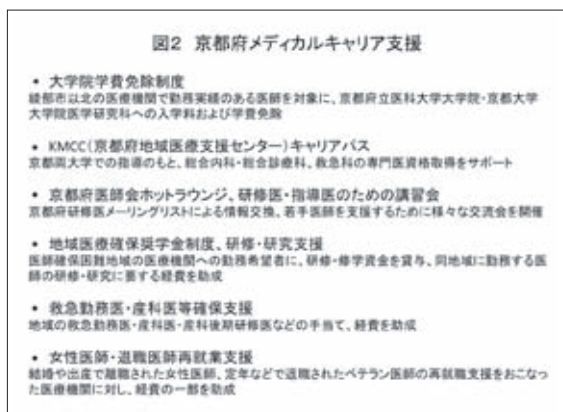 図2 京都府メディカルキャリア支援
• 大学院学費免除制度
綾部市以北の医療機関で勤務実績のある医師を対象に、京都府立医科大学大学院・京都大学
大学院医学研究科への入学料および学費免除
• KMCC(京都府地域医療支援センター)キャリアパス
京都両大学での指導のもと、総合内科・総合診療科、救急科の専門医資格取得をサポート
• 京都府医師会ホットラウンジ、研修医・指導医のための講習会
京都府研修医メーリングリストによる情報交換、若手医師を支援するために様々な交流会を開催
• 地域医療確保奨学金制度、研修・研究支援
医師確保困難地域の医療機関への勤務希望者に、研修・修学資金を貸与、同地域に勤務する医
師の研修・研究に要する経費を助成
• 救急勤務医・産科医等確保支援
地域の救急勤務医・産科医・産科後期研修医などの手当て、経費を助成
• 女性医師・退職医師再就業支援
結婚や出産で離職された女性医師、定年などで退職されたベテラン医師の再就職支援をおこなっ
た医療機関に対し、経費の一部を助成